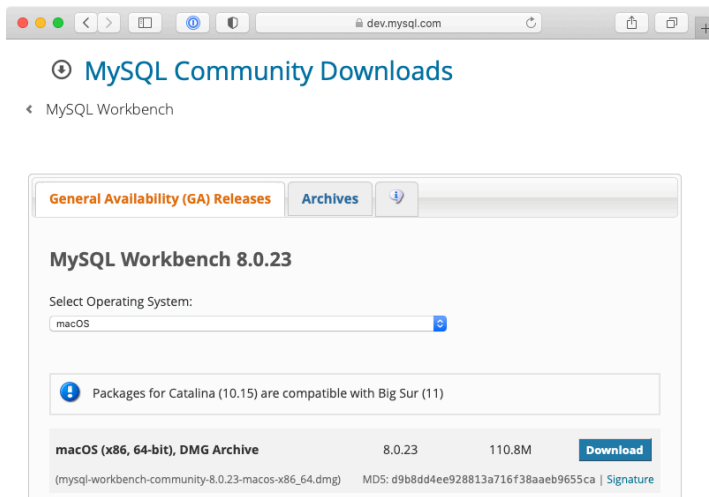 dev.mysql.com
MySQL Community Downloads
MySQL Workbench
General Availability (GA) Releases Archives
MySQL Workbench 8.0.23
Select Operating System:
macOS
Packages for Catalina (10.15) are compatible with Big Sur (11)
macOS (x86, 64-bit), DMG Archive 8.0.23 110.8M Download
(mysql-workbench-community-8.0.23-macos-x86_64.dmg) MD5: d9b8dd4ee928813a716f38aaeb9655ca | Signature